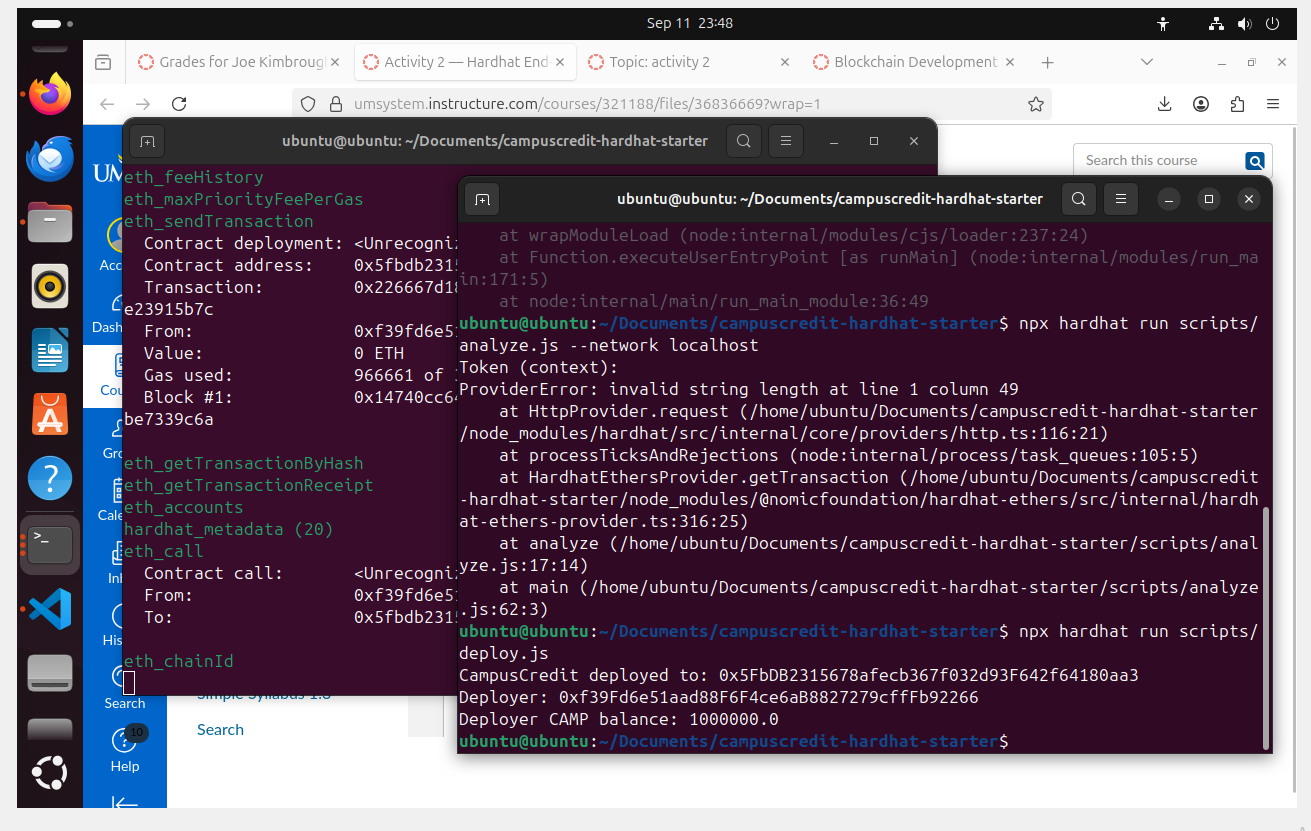 Sep 11 23:48
Grades for Joe Kimbroug
Activity 2 — Hardhat End-
Topic: activity 2
Blockchain Development
umsystem.instructure.com/courses/321188/files/36836669?wrap=1
UM
Search this course
Dash
Cou
Gro
Cale
In
His
Search
10
Help
Search
ubuntu@ubuntu: ~/Documents/campuscredit-hardhat-starter
eth_feeHistory
eth_maxPriorityFeePerGas
eth_sendTransaction
Contract deployment: <Unrecogni
Contract address: 0x5fbdb231
Transaction: 0x226667d18
e23915b7c
From: 0xf39fd6e5
Value: 0 ETH
Gas used: 966661 of
Block #1: 0x14740cc64
be7339c6a
eth_getTransactionByHash
eth_getTransactionReceipt
eth_accounts
hardhat_metadata (20)
eth_call
Contract call: <Unrecogni
From: 0xf39fd6e5
To: 0x5fbdb231
eth_chainId
ubuntu@ubuntu: ~/Documents/campuscredit-hardhat-starter
at wrapModuleLoad (node:internal/modules/cjs/loader:237:24)
at Function.executeUserEntryPoint [as runMain] (node:internal/modules/run_ma
in:171:5)
at node:internal/main/run_main_module:36:49
ubuntu@ubuntu:~/Documents/campuscredit-hardhat-starter$ npx hardhat run scripts/
analyze.js --network localhost
Token (context):
ProviderError: invalid string length at line 1 column 49
at HttpProvider.request (/home/ubuntu/Documents/campuscredit-hardhat-starter
/node_modules/hardhat/src/internal/core/providers/http.ts:116:21)
at processTicksAndRejections (node:internal/process/task_queues:105:5)
at HardhatEthersProvider.getTransaction (/home/ubuntu/Documents/campuscredit
-hardhat-starter/node_modules/@nomicfoundation/hardhat-ethers/src/internal/hardh
at-ethers-provider.ts:316:25)
at analyze (/home/ubuntu/Documents/campuscredit-hardhat-starter/scripts/anal
yze.js:17:14)
at main (/home/ubuntu/Documents/campuscredit-hardhat-starter/scripts/analyze
.js:62:3)
ubuntu@ubuntu:~/Documents/campuscredit-hardhat-starter$ npx hardhat run scripts/
deploy.js
CampusCredit deployed to: 0x5FbDB2315678afecb367f032d93F642f64180aa3
Deployer: 0xf39Fd6e51aad88F6F4ce6aB8827279cffFb92266
Deployer CAMP balance: 1000000.0
ubuntu@ubuntu:~/Documents/campuscredit-hardhat-starter$